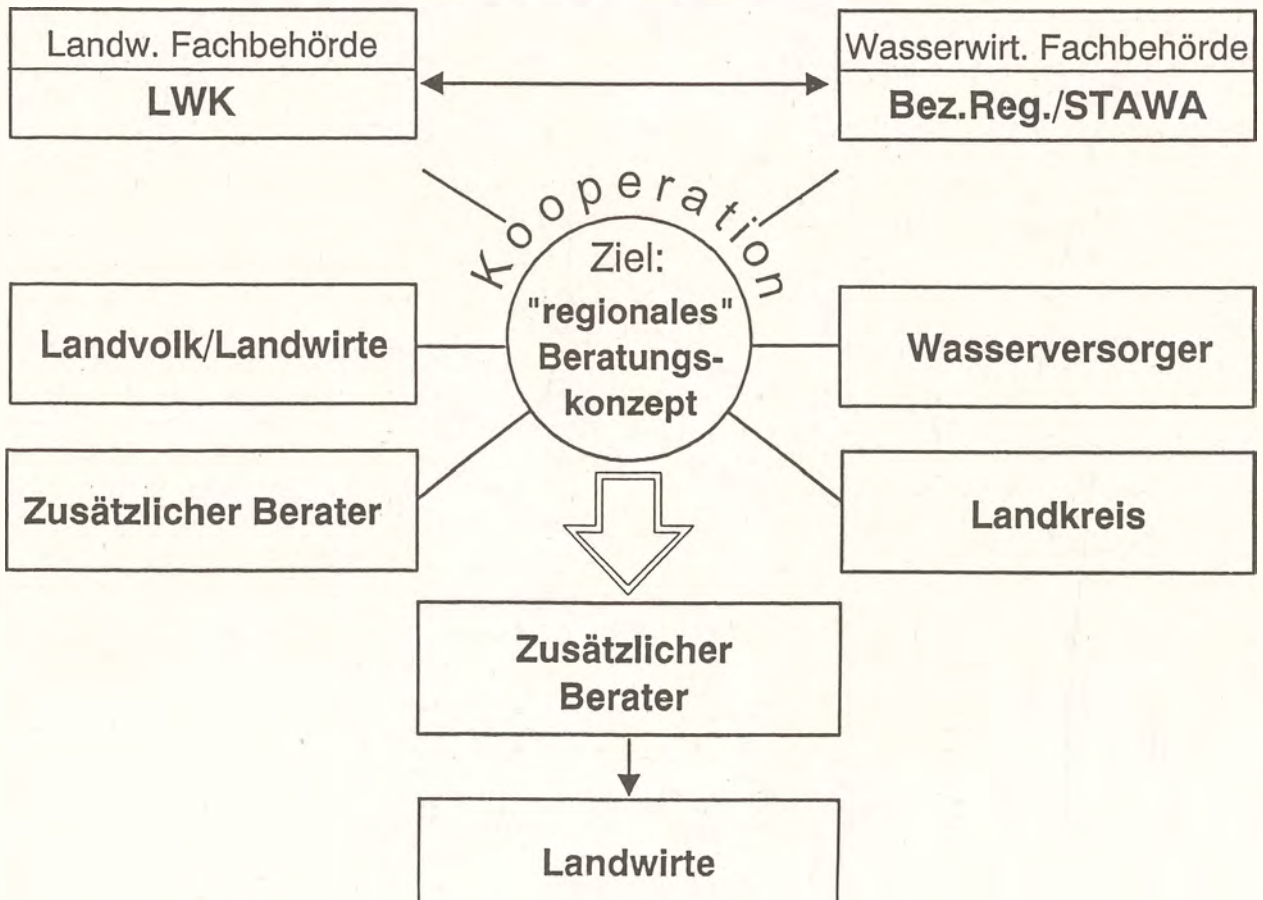 Landw. Fachbehörde
LWK
Wasserwirt. Fachbehörde
Bez.Reg./STAWA
Kooperation
Ziel:
"regionales"
Beratungs-
konzept
Landvolk/Landwirte
Wasserversorger
Zusätzlicher Berater
Landkreis
Zusätzlicher
Berater
Landwirte